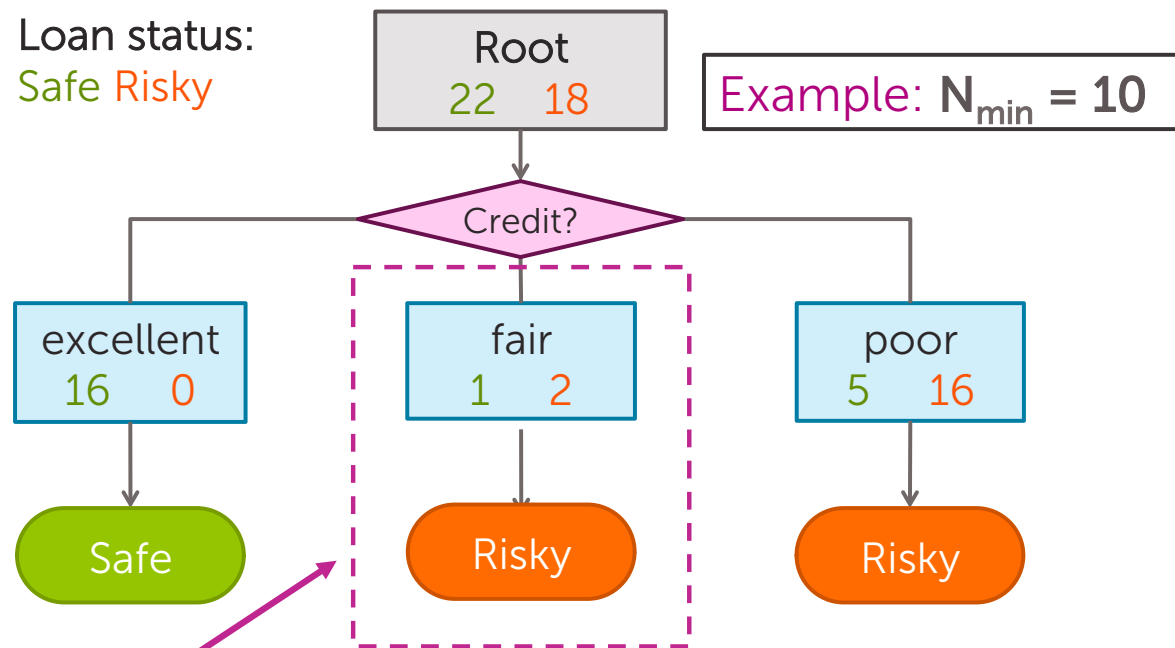 Loan status:
Safe Risky
Root
22 18
Example: N_min = 10
Credit?
excellent
16 0
fair
1 2
poor
5 16
Safe
Risky
Risky